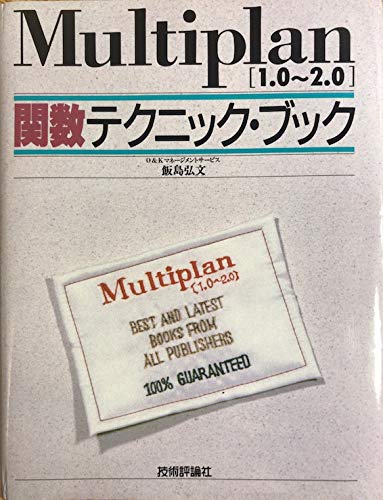 Multiplan
[1.0～2.0]
関数テクニック・ブック
O&Kマネージメントサービス
飯島弘文
Multiplan
[1.0～2.0]
BEST AND LATEST
BOOKS FROM
ALL PUBLISHERS
100% GUARANTEED
技術評論社